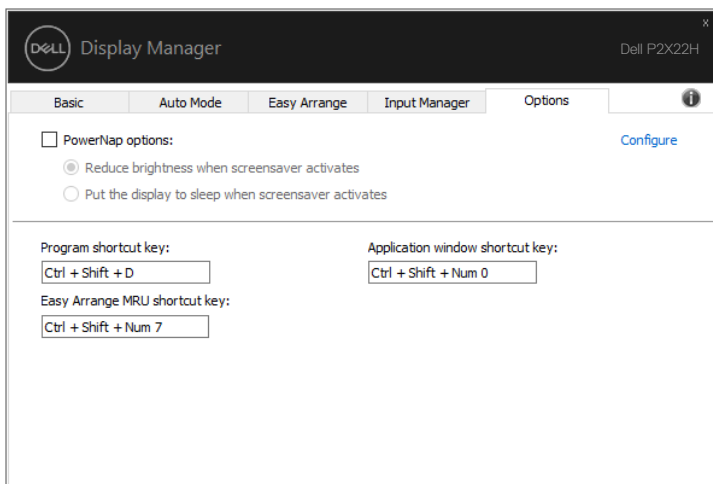 x
DELL Display Manager Dell P2X22H
Basic Auto Mode Easy Arrange Input Manager Options i
PowerNap options: Configure
Reduce brightness when screensaver activates
Put the display to sleep when screensaver activates
Program shortcut key: Application window shortcut key:
Ctrl + Shift + D Ctrl + Shift + Num 0
Easy Arrange MRU shortcut key:
Ctrl + Shift + Num 7